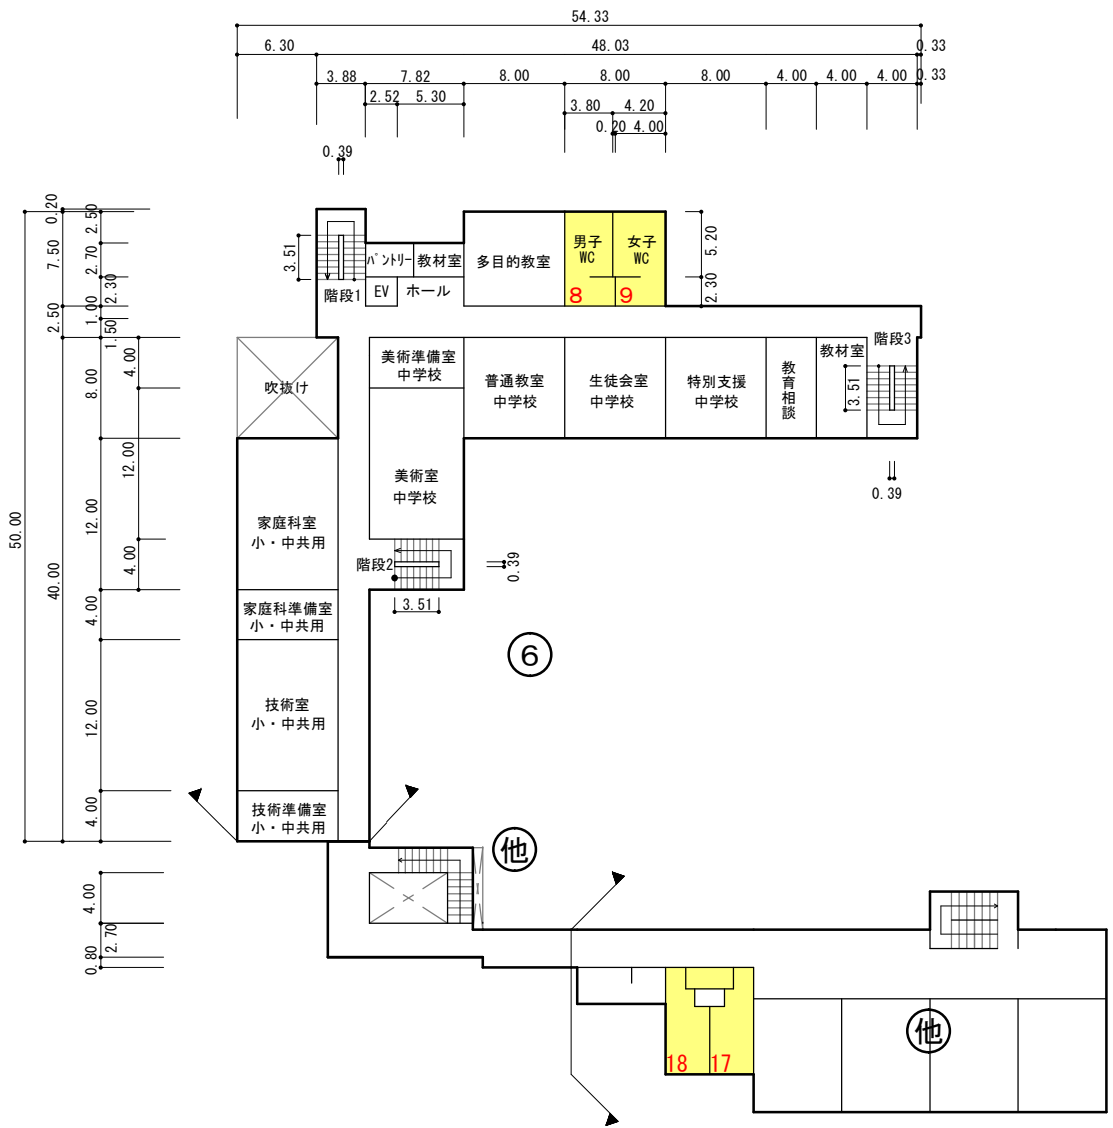 54.33
6.30
48.03
0.33
3.88
7.82
8.00
8.00
8.00
4.00
4.00
4.00
0.33
2.52
5.30
3.80
4.20
0.20
4.00
0.39
0.20
2.50
7.50
2.70
2.30
2.50
1.00
1.50
3.51
5.20
2.30
男子
WC
女子
WC
8
9
パントリー
教材室
多目的教室
EV
ホール
階段1
美術準備室
中学校
普通教室
中学校
生徒会室
中学校
特別支援
中学校
教育相談
教材室
階段3
3.51
0.39
吹抜け
8.00
4.00
12.00
12.00
4.00
50.00
40.00
4.00
12.00
4.00
美術室
中学校
家庭科室
小・中共用
階段2
0.39
3.51
家庭科準備室
小・中共用
6
技術室
小・中共用
技術準備室
小・中共用
他
4.00
2.70
0.80
18
17
他